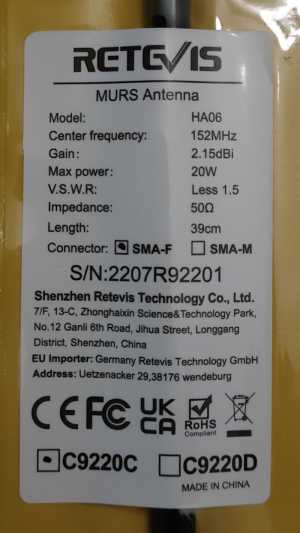 RETEVIS
MURS Antenna
Model: HA06
Center frequency: 152MHz
Gain: 2.15dBi
Max power: 20W
V.S.W.R: Less 1.5
Impedance: 50Ω
Length: 39cm
Connector: SMA-F SMA-M
S/N:2207R92201
Shenzhen Retevis Technology Co., Ltd.
7/F, 13-C, Zhonghaixin Science&Technology Park,
No.12 Ganli 6th Road, Jihua Street, Longgang
District, Shenzhen, China
EU Importer: Germany Retevis Technology GmbH
Address: Uetzenacker 29,38176 wendeburg
CE FC UK CA RoHS Compliant
C9220C C9220D
MADE IN CHINA